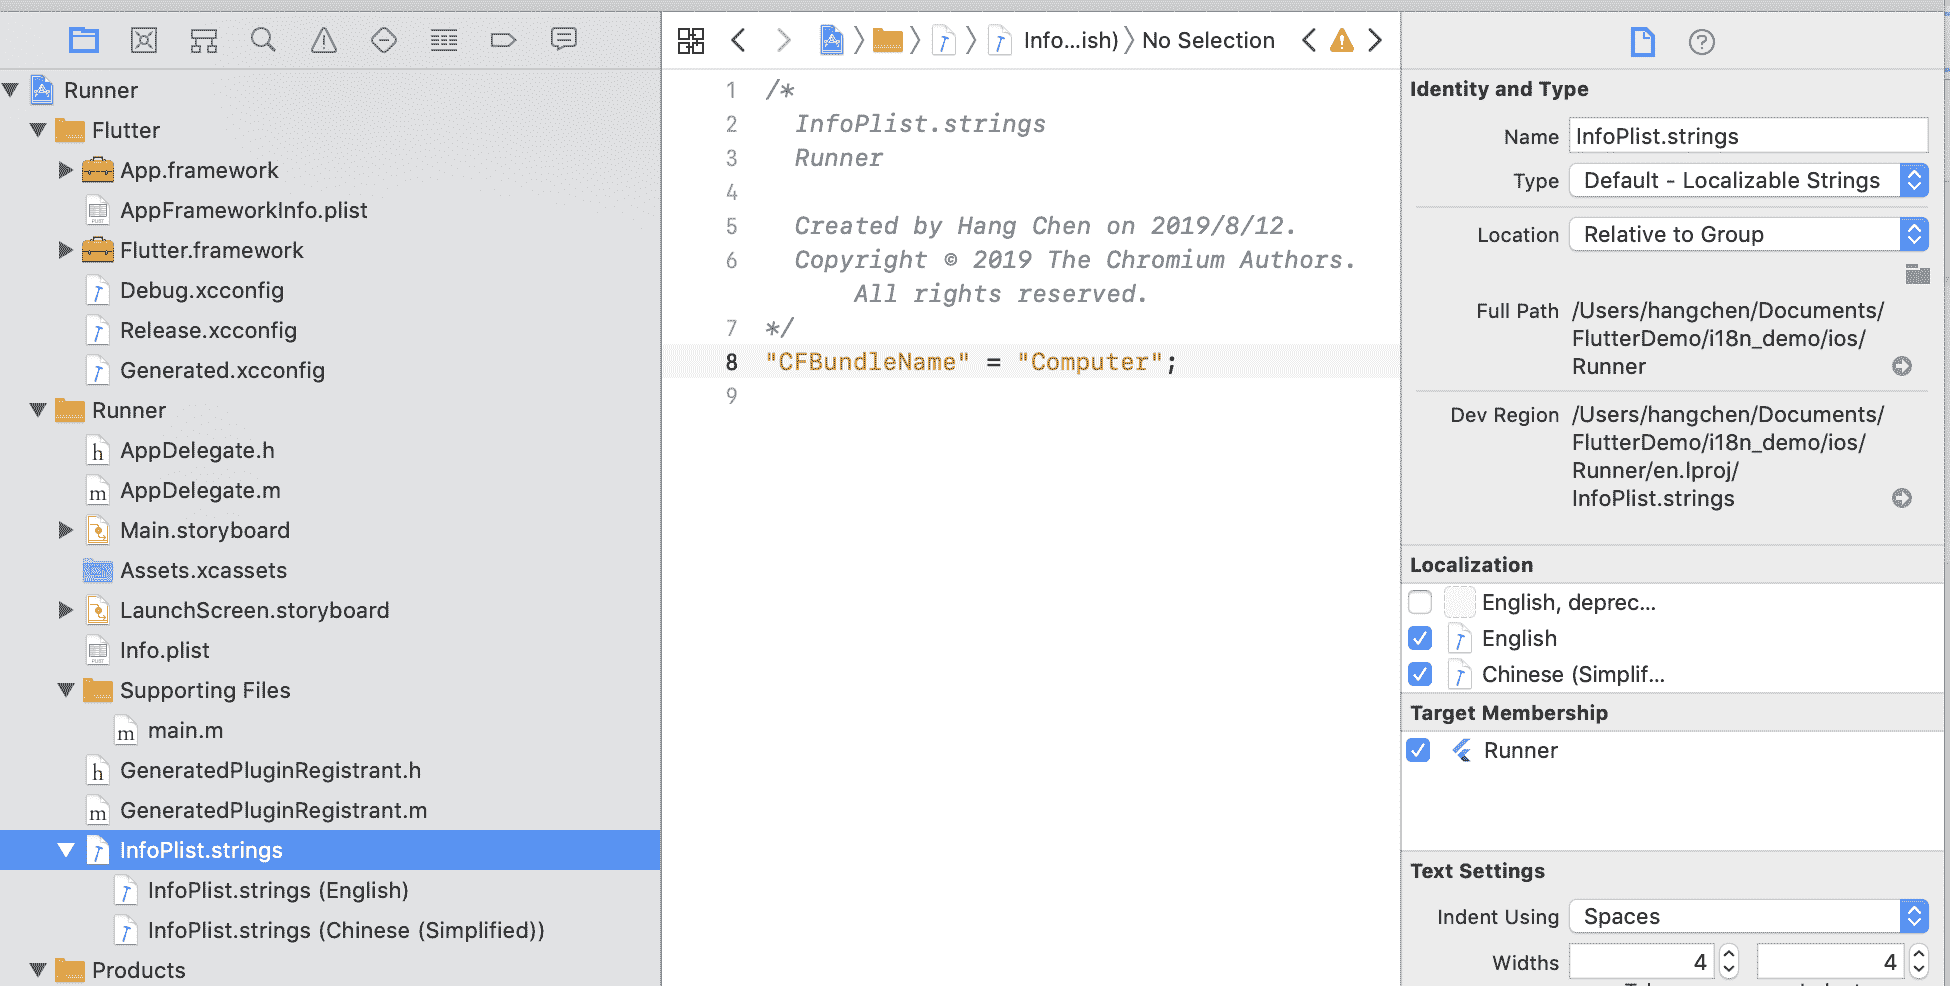 Runner
Flutter
App.framework
AppFrameworkInfo.plist
Flutter.framework
Debug.xcconfig
Release.xcconfig
Generated.xcconfig
Runner
AppDelegate.h
AppDelegate.m
Main.storyboard
Assets.xcassets
LaunchScreen.storyboard
Info.plist
Supporting Files
main.m
GeneratedPluginRegistrant.h
GeneratedPluginRegistrant.m
InfoPlist.strings
InfoPlist.strings (English)
InfoPlist.strings (Chinese (Simplified))
Products
Info...ish) No Selection
1 /*
2 InfoPlist.strings
3 Runner
4
5 Created by Hang Chen on 2019/8/12.
6 Copyright © 2019 The Chromium Authors.
All rights reserved.
7 */
8 "CFBundleName" = "Computer";
9
Identity and Type
Name InfoPlist.strings
Type Default - Localizable Strings
Location Relative to Group
Full Path /Users/hangchen/Documents/
FlutterDemo/i18n_demo/ios/
Runner
Dev Region /Users/hangchen/Documents/
FlutterDemo/i18n_demo/ios/
Runner/en.lproj/
InfoPlist.strings
Localization
English, deprec...
English
Chinese (Simplif...
Target Membership
Runner
Text Settings
Indent Using Spaces
Widths 4 4